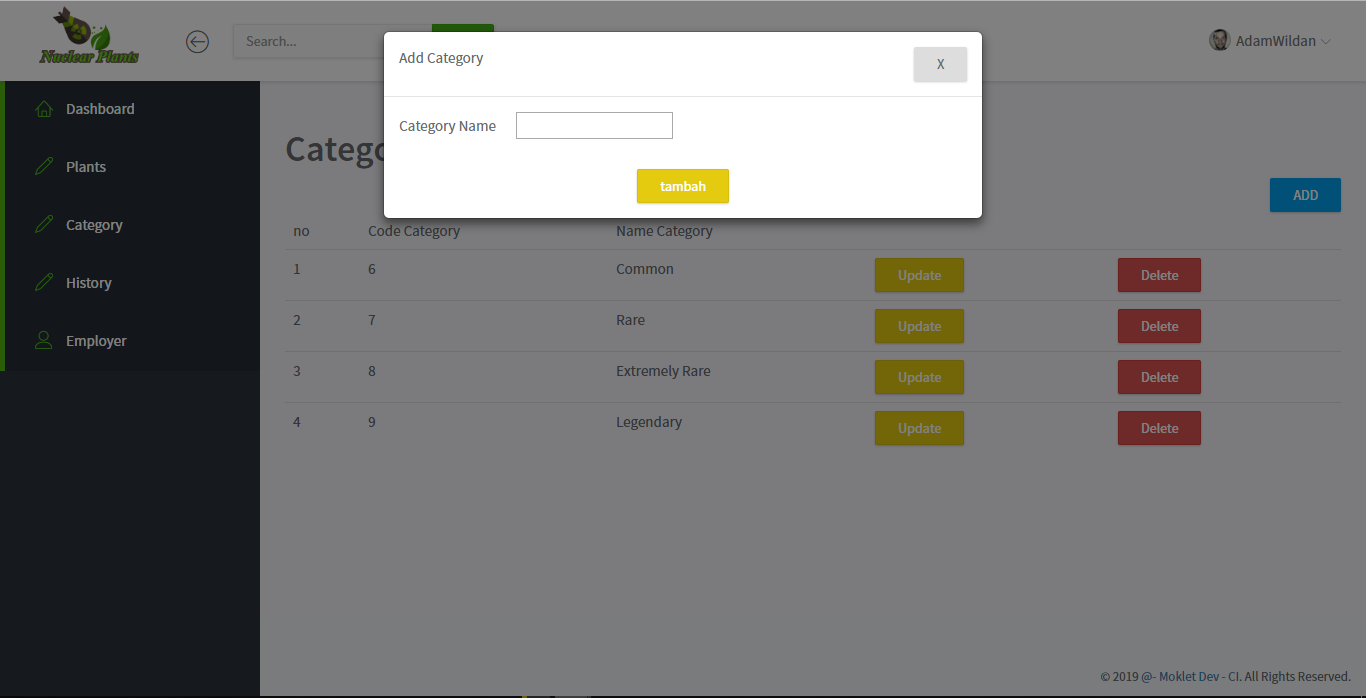 Nuclear Plants
Search...
AdamWildan
Add Category
X
Category Name
tambah
Dashboard
Plants
Category
History
Employer
Catego
ADD
no Code Category Name Category
1 6 Common Update Delete
2 7 Rare Update Delete
3 8 Extremely Rare Update Delete
4 9 Legendary Update Delete
© 2019 @- Moklet Dev - CI. All Rights Reserved.